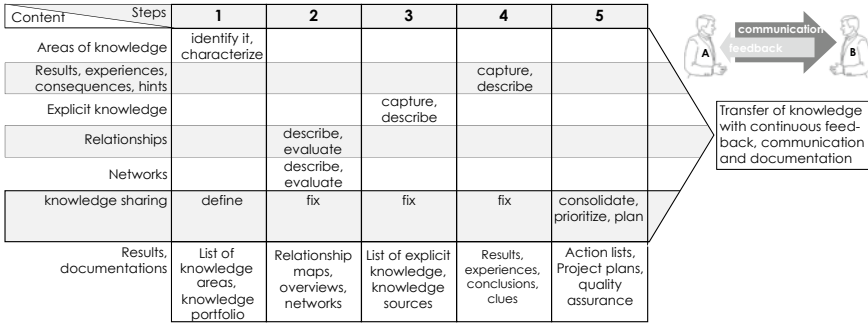 Content Steps 1 2 3 4 5
Areas of knowledge
identify it,
characterize
Results, experiences,
consequences, hints
capture,
describe
Explicit knowledge
capture,
describe
Relationships
describe,
evaluate
Networks
describe,
evaluate
knowledge sharing
define
fix
fix
fix
consolidate,
prioritize, plan
Results,
documentations
List of
knowledge
areas,
knowledge
portfolio
Relationship
maps,
overviews,
networks
List of explicit
knowledge,
knowledge
sources
Results,
experiences,
conclusions,
clues
Action lists,
Project plans,
quality
assurance
communication
feedback
A
B
Transfer of knowledge
with continuous feed-
back, communication
and documentation